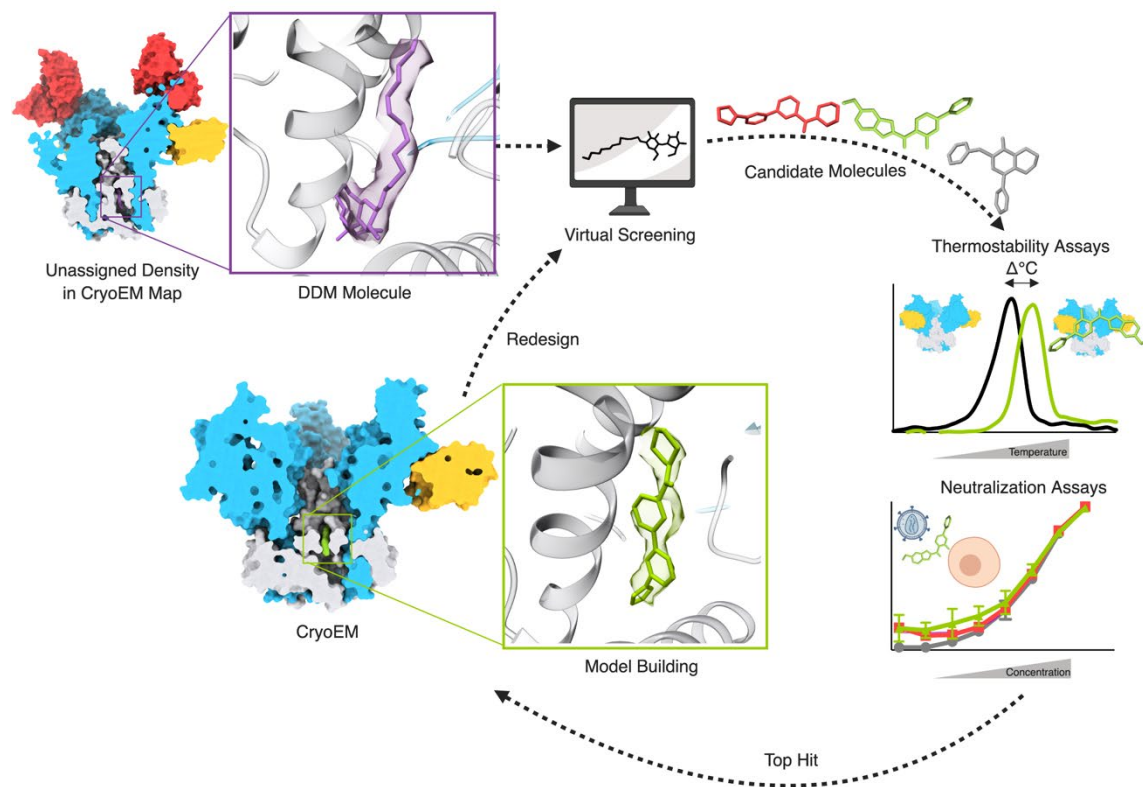 Unassigned Density
in CryoEM Map
DDM Molecule
Virtual Screening
Candidate Molecules
Thermostability Assays
Δ°C
Temperature
Neutralization Assays
Concentration
Redesign
CryoEM
Model Building
Top Hit